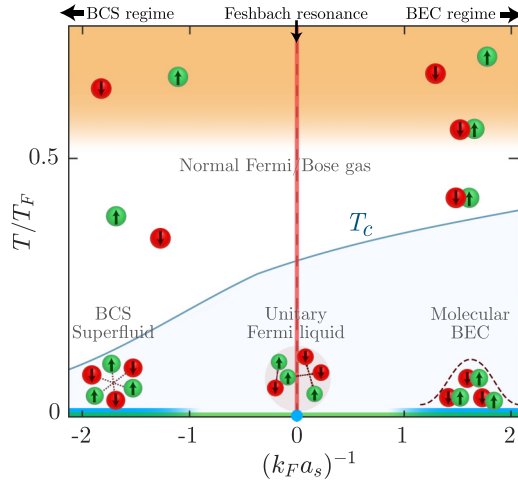 BCS regime Feshbach resonance BEC regime
0.5
Normal Fermi/Bose gas
T/T_F
T_c
BCS
Superfluid
Unitary
Fermi liquid
Molecular
BEC
0
-2 -1 0 1 2
(k_F a_s)^{-1}